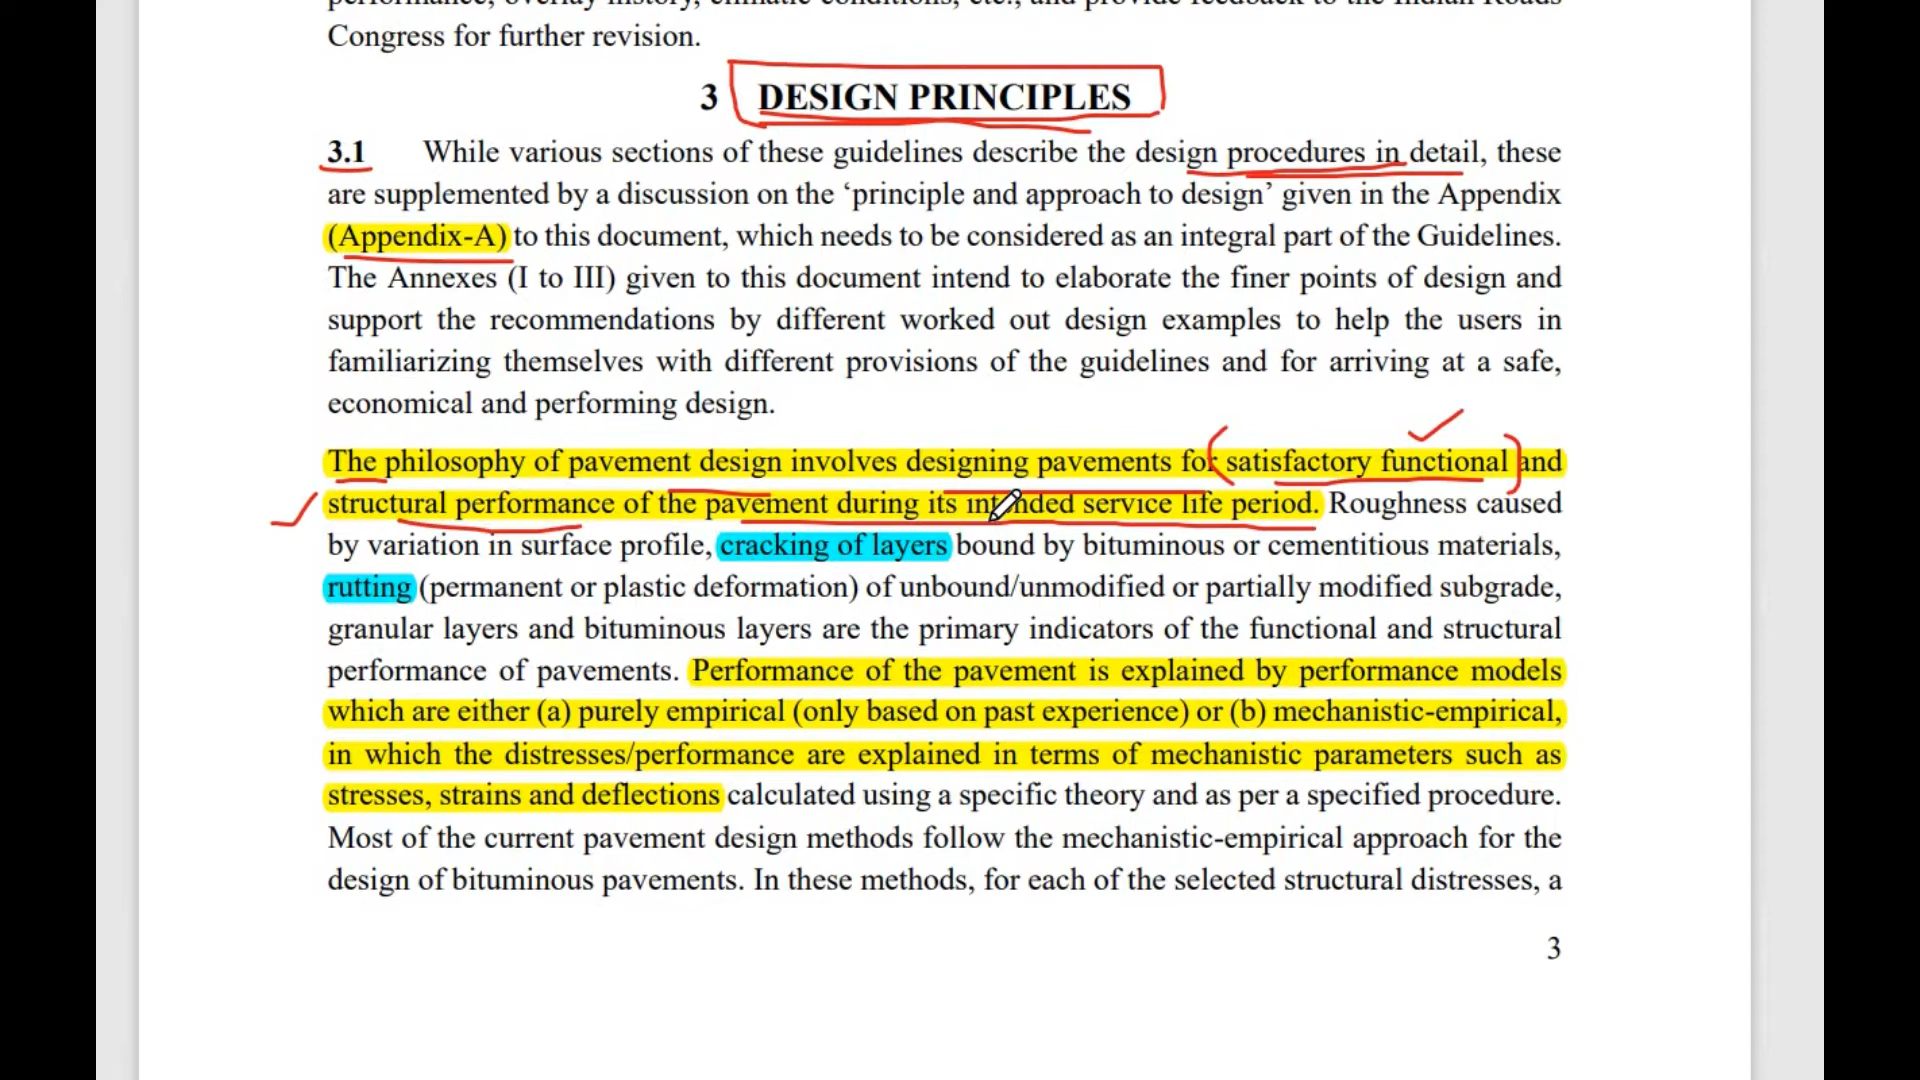 performance, overlay history, climatic conditions, etc., and provide feedback to the Indian Roads
Congress for further revision.
3 DESIGN PRINCIPLES
3.1 While various sections of these guidelines describe the design procedures in detail, these
are supplemented by a discussion on the ‘principle and approach to design’ given in the Appendix
(Appendix-A) to this document, which needs to be considered as an integral part of the Guidelines.
The Annexes (I to III) given to this document intend to elaborate the finer points of design and
support the recommendations by different worked out design examples to help the users in
familiarizing themselves with different provisions of the guidelines and for arriving at a safe,
economical and performing design.
The philosophy of pavement design involves designing pavements for satisfactory functional and
structural performance of the pavement during its intended service life period. Roughness caused
by variation in surface profile, cracking of layers bound by bituminous or cementitious materials,
rutting (permanent or plastic deformation) of unbound/unmodified or partially modified subgrade,
granular layers and bituminous layers are the primary indicators of the functional and structural
performance of pavements. Performance of the pavement is explained by performance models
which are either (a) purely empirical (only based on past experience) or (b) mechanistic-empirical,
in which the distresses/performance are explained in terms of mechanistic parameters such as
stresses, strains and deflections calculated using a specific theory and as per a specified procedure.
Most of the current pavement design methods follow the mechanistic-empirical approach for the
design of bituminous pavements. In these methods, for each of the selected structural distresses, a
3